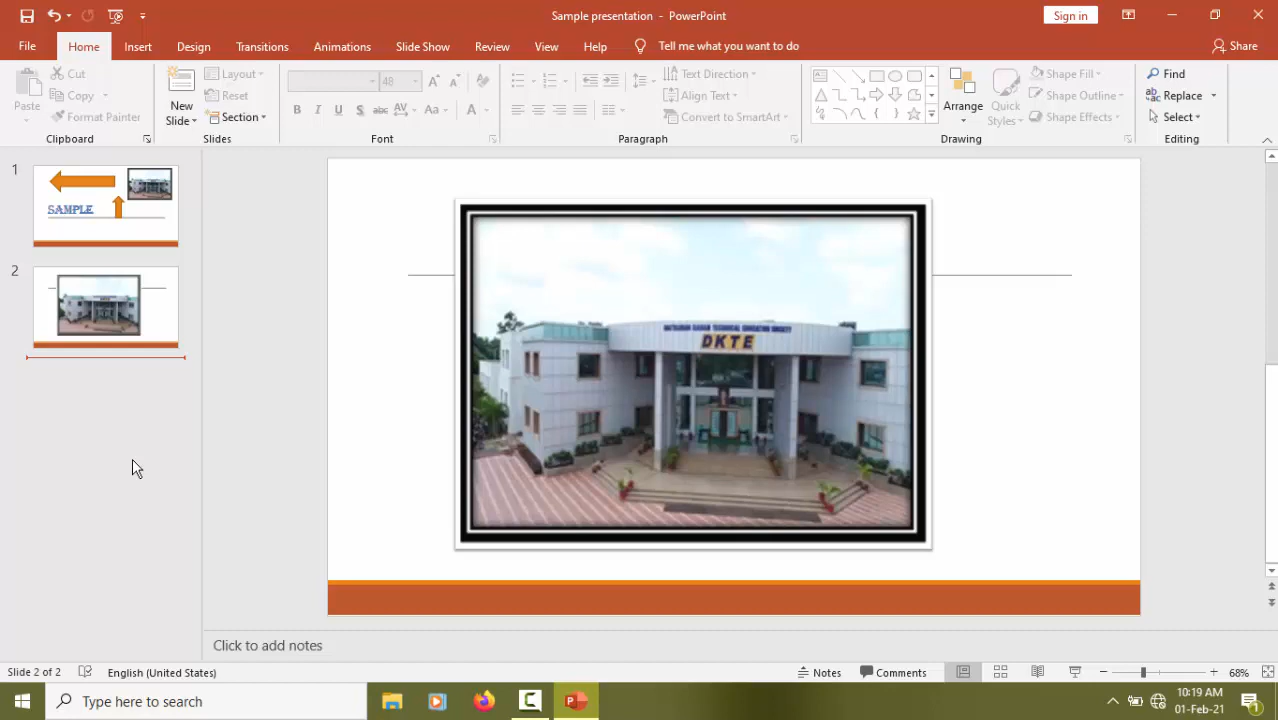 Sample presentation - PowerPoint
Sign in
File Home Insert Design Transitions Animations Slide Show Review View Help Tell me what you want to do Share
Paste
Cut
Copy
Format Painter
Clipboard
New Slide
Layout
Reset
Section
Slides
48
B I U S abc AV Aa A
Font
Text Direction
Align Text
Convert to SmartArt
Paragraph
Arrange
Quick Styles
Shape Fill
Shape Outline
Shape Effects
Drawing
Find
Replace
Select
Editing
1
SAMPLE
2
DKTE
Click to add notes
Slide 2 of 2 English (United States) Notes Comments 68%
Type here to search
10:19 AM
01-Feb-21